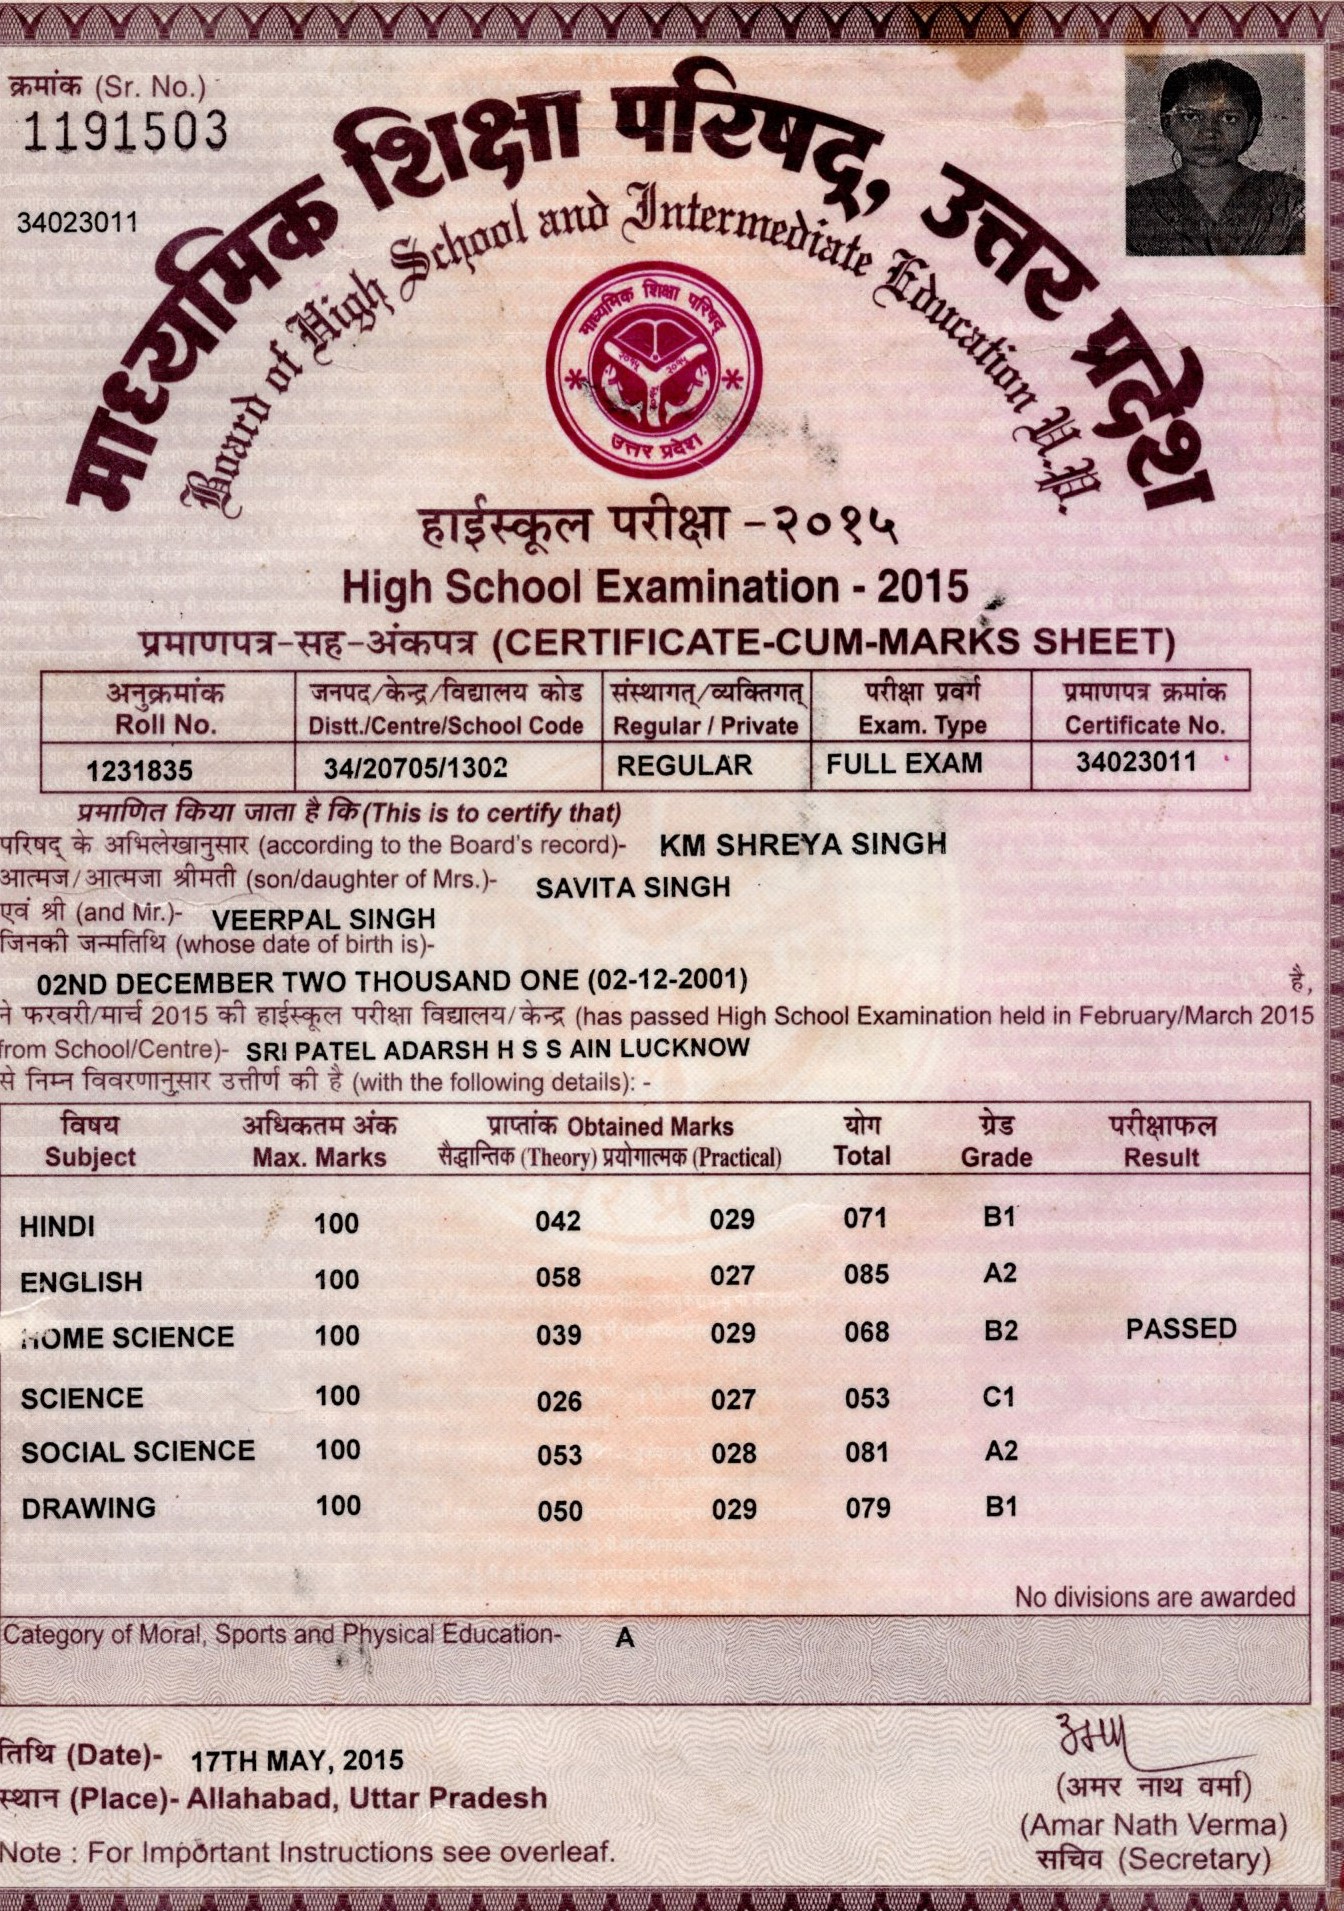 क्रमांक (Sr. No.)
1191503
34023011
माध्यमिक शिक्षा परिषद्, उत्तर प्रदेश
Board of High School and Intermediate Education U.P.
माध्यमिक शिक्षा परिषद्
२०१५ २०१५
२०१५
उत्तर प्रदेश
हाईस्कूल परीक्षा -२०१५
High School Examination - 2015
प्रमाणपत्र-सह-अंकपत्र (CERTIFICATE-CUM-MARKS SHEET)
अनुक्रमांक जनपद/केन्द्र/विद्यालय कोड संस्थागत्/व्यक्तिगत् परीक्षा प्रवर्ग प्रमाणपत्र क्रमांक
Roll No. Distt./Centre/School Code Regular / Private Exam. Type Certificate No.
1231835 34/20705/1302 REGULAR FULL EXAM 34023011
प्रमाणित किया जाता है कि (This is to certify that)
परिषद् के अभिलेखानुसार (according to the Board's record)- KM SHREYA SINGH
आत्मज/आत्मजा श्रीमती (son/daughter of Mrs.)- SAVITA SINGH
एवं श्री (and Mr.)- VEERPAL SINGH
जिनकी जन्मतिथि (whose date of birth is)-
02ND DECEMBER TWO THOUSAND ONE (02-12-2001) है,
ने फरवरी/मार्च 2015 की हाईस्कूल परीक्षा विद्यालय/केन्द्र (has passed High School Examination held in February/March 2015
from School/Centre)- SRI PATEL ADARSH H S S AIN LUCKNOW
से निम्न विवरणानुसार उत्तीर्ण की है (with the following details): -
विषय अधिकतम अंक प्राप्तांक Obtained Marks योग ग्रेड परीक्षाफल
Subject Max. Marks सैद्धान्तिक (Theory) प्रयोगात्मक (Practical) Total Grade Result
HINDI 100 042 029 071 B1
ENGLISH 100 058 027 085 A2
HOME SCIENCE 100 039 029 068 B2 PASSED
SCIENCE 100 026 027 053 C1
SOCIAL SCIENCE 100 053 028 081 A2
DRAWING 100 050 029 079 B1
No divisions are awarded
Category of Moral, Sports and Physical Education- A
तिथि (Date)- 17TH MAY, 2015
स्थान (Place)- Allahabad, Uttar Pradesh
(अमर नाथ वर्मा)
(Amar Nath Verma)
सचिव (Secretary)
Note : For Important Instructions see overleaf.